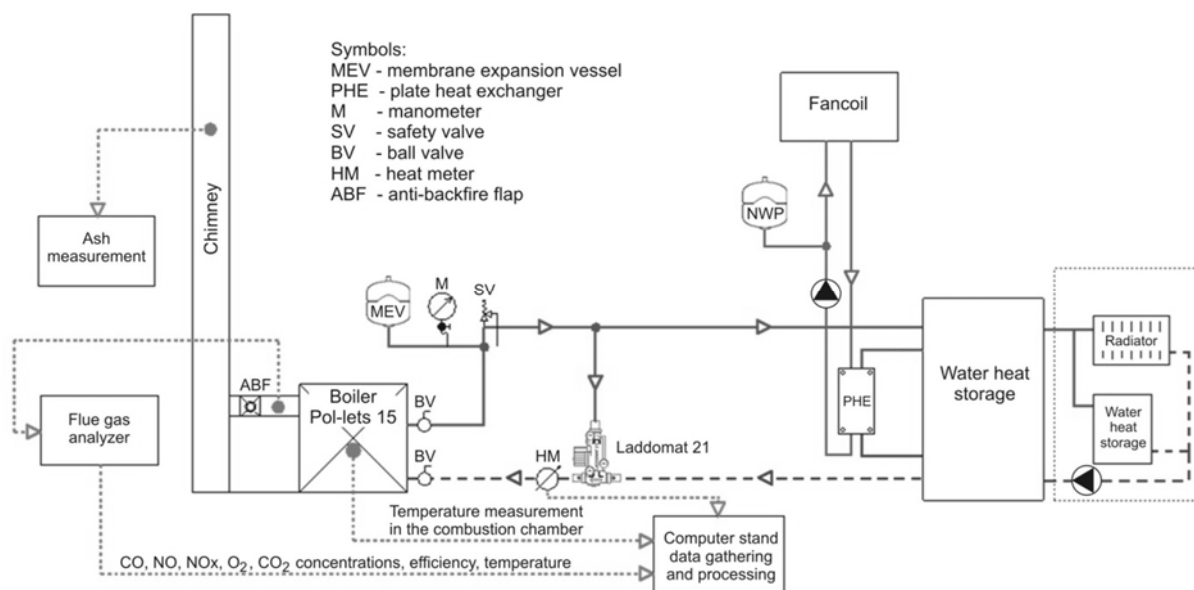 Symbols:
MEV - membrane expansion vessel
PHE - plate heat exchanger
M - manometer
SV - safety valve
BV - ball valve
HM - heat meter
ABF - anti-backfire flap
Chimney
Ash
measurement
Fancoil
NWP
MEV
M
SV
ABF
Boiler
Pol-lets 15
BV
BV
Flue gas
analyzer
HM
Laddomat 21
PHE
Water heat
storage
Radiator
Water
heat
storage
Temperature measurement
in the combustion chamber
Computer stand
data gathering
and processing
CO, NO, NOx, O₂, CO₂ concentrations, efficiency, temperature